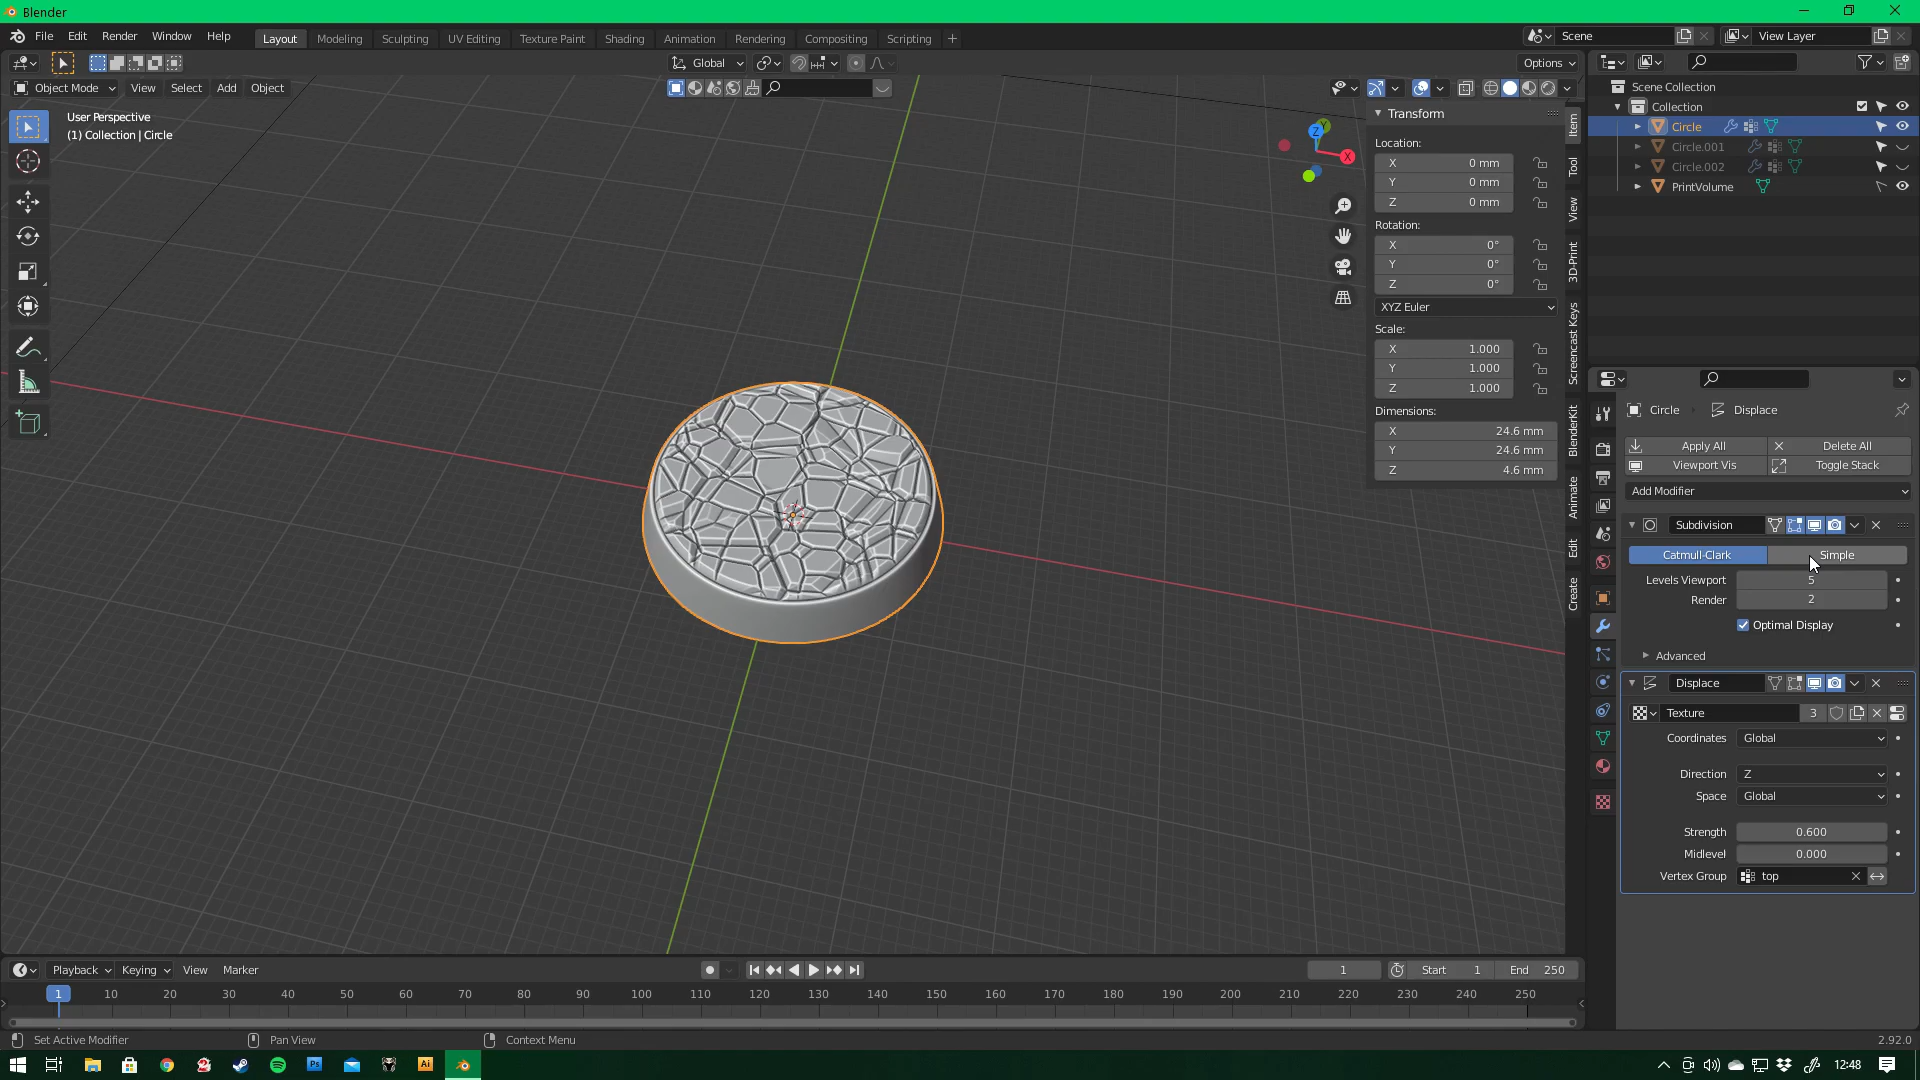 Blender
File Edit Render Window Help
Layout Modeling Sculpting UV Editing Texture Paint Shading Animation Rendering Compositing Scripting
Scene
View Layer
Global
Options
Object Mode View Select Add Object
User Perspective
(1) Collection | Circle
Z
Y
X
Transform
Location:
X 0 mm
Y 0 mm
Z 0 mm
Rotation:
X 0°
Y 0°
Z 0°
XYZ Euler
Scale:
X 1.000
Y 1.000
Z 1.000
Dimensions:
X 24.6 mm
Y 24.6 mm
Z 4.6 mm
Item
Tool
View
3D-Print
Screencast Keys
BlenderKit
Animate
Edit
Create
Scene Collection
Collection
Circle
Circle.001
Circle.002
PrintVolume
Circle Displace
Apply All Delete All
Viewport Vis Toggle Stack
Add Modifier
Subdivision
Catmull-Clark Simple
Levels Viewport 5
Render 2
Optimal Display
Advanced
Displace
Texture 3
Coordinates Global
Direction Z
Space Global
Strength 0.600
Midlevel 0.000
Vertex Group top
Playback Keying View Marker
1 Start 1 End 250
1 10 20 30 40 50 60 70 80 90 100 110 120 130 140 150 160 170 180 190 200 210 220 230 240 250
Set Active Modifier Pan View Context Menu
2.92.0
Ps
Ai
12:48